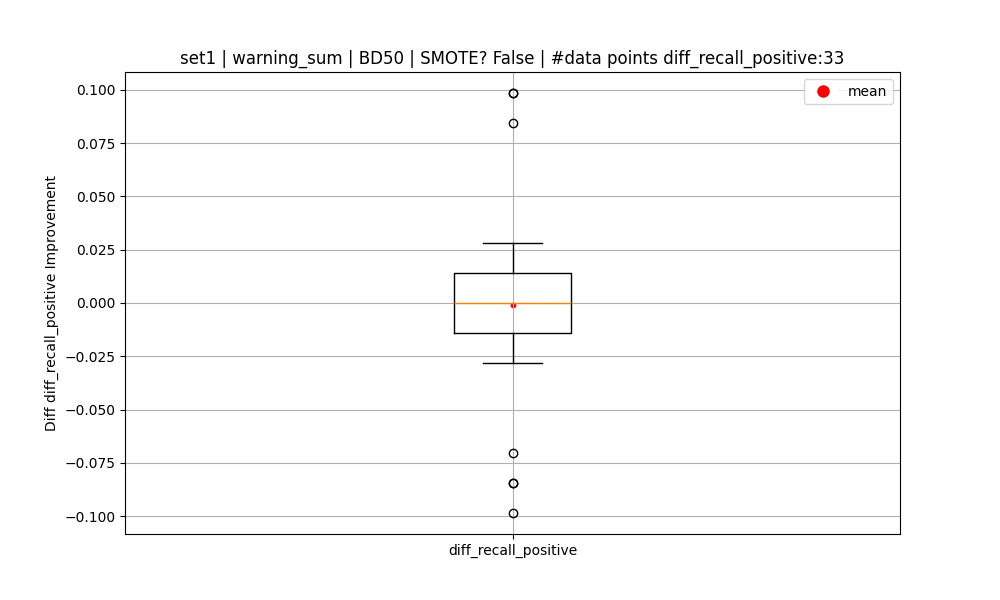 set1 | warning_sum | BD50 | SMOTE? False | #data points diff_recall_positive:33
mean
Diff diff_recall_positive Improvement
0.100
0.075
0.050
0.025
0.000
−0.025
−0.050
−0.075
−0.100
diff_recall_positive